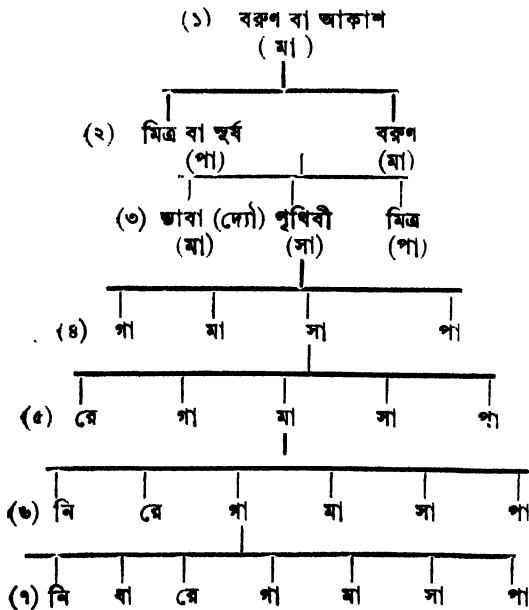 (১) বরুণ বা আকাশ
( মা )
(২) মিত্র বা সূর্য বরুণ
(পা) (মা)
(৩) দ্যাবা (দ্যৌ) পৃথিবী মিত্র
(মা) (সা) (পা)
(৪) গা মা সা পা
(৫) রে গা মা সা পা
(৬) নি রে গা মা সা পা
(৭) নি ধা রে গা মা সা পা